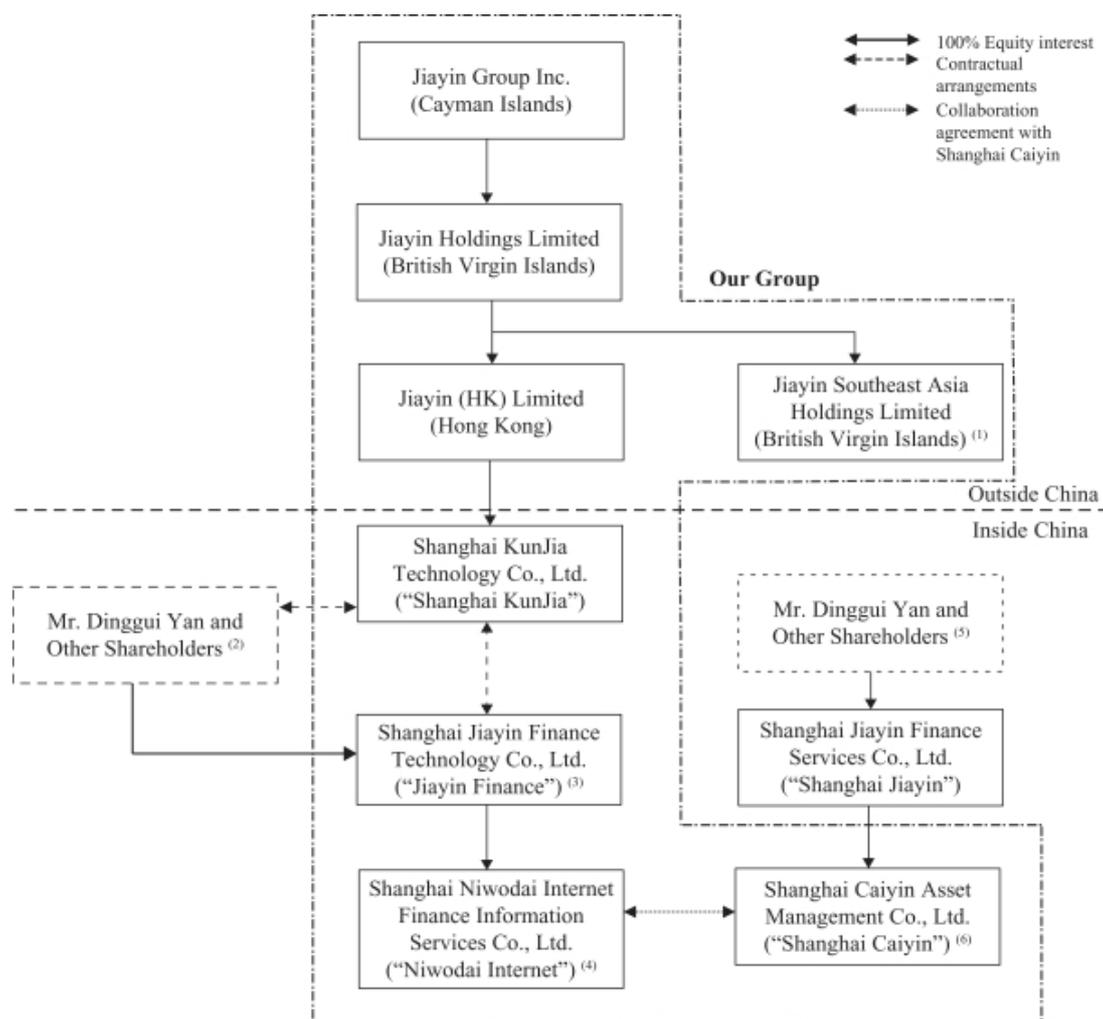 100% Equity interest
Contractual
arrangements
Collaboration
agreement with
Shanghai Caiyin
Jiayin Group Inc.
(Cayman Islands)
Jiayin Holdings Limited
(British Virgin Islands)
Our Group
Jiayin (HK) Limited
(Hong Kong)
Jiayin Southeast Asia
Holdings Limited
(British Virgin Islands) (1)
Outside China
Inside China
Shanghai KunJia
Technology Co., Ltd.
(“Shanghai KunJia”)
Mr. Dinggui Yan and
Other Shareholders (2)
Mr. Dinggui Yan and
Other Shareholders (5)
Shanghai Jiayin Finance
Technology Co., Ltd.
(“Jiayin Finance”) (3)
Shanghai Jiayin Finance
Services Co., Ltd.
(“Shanghai Jiayin”)
Shanghai Niwodai Internet
Finance Information
Services Co., Ltd.
(“Niwodai Internet”) (4)
Shanghai Caiyin Asset
Management Co., Ltd.
(“Shanghai Caiyin”) (6)